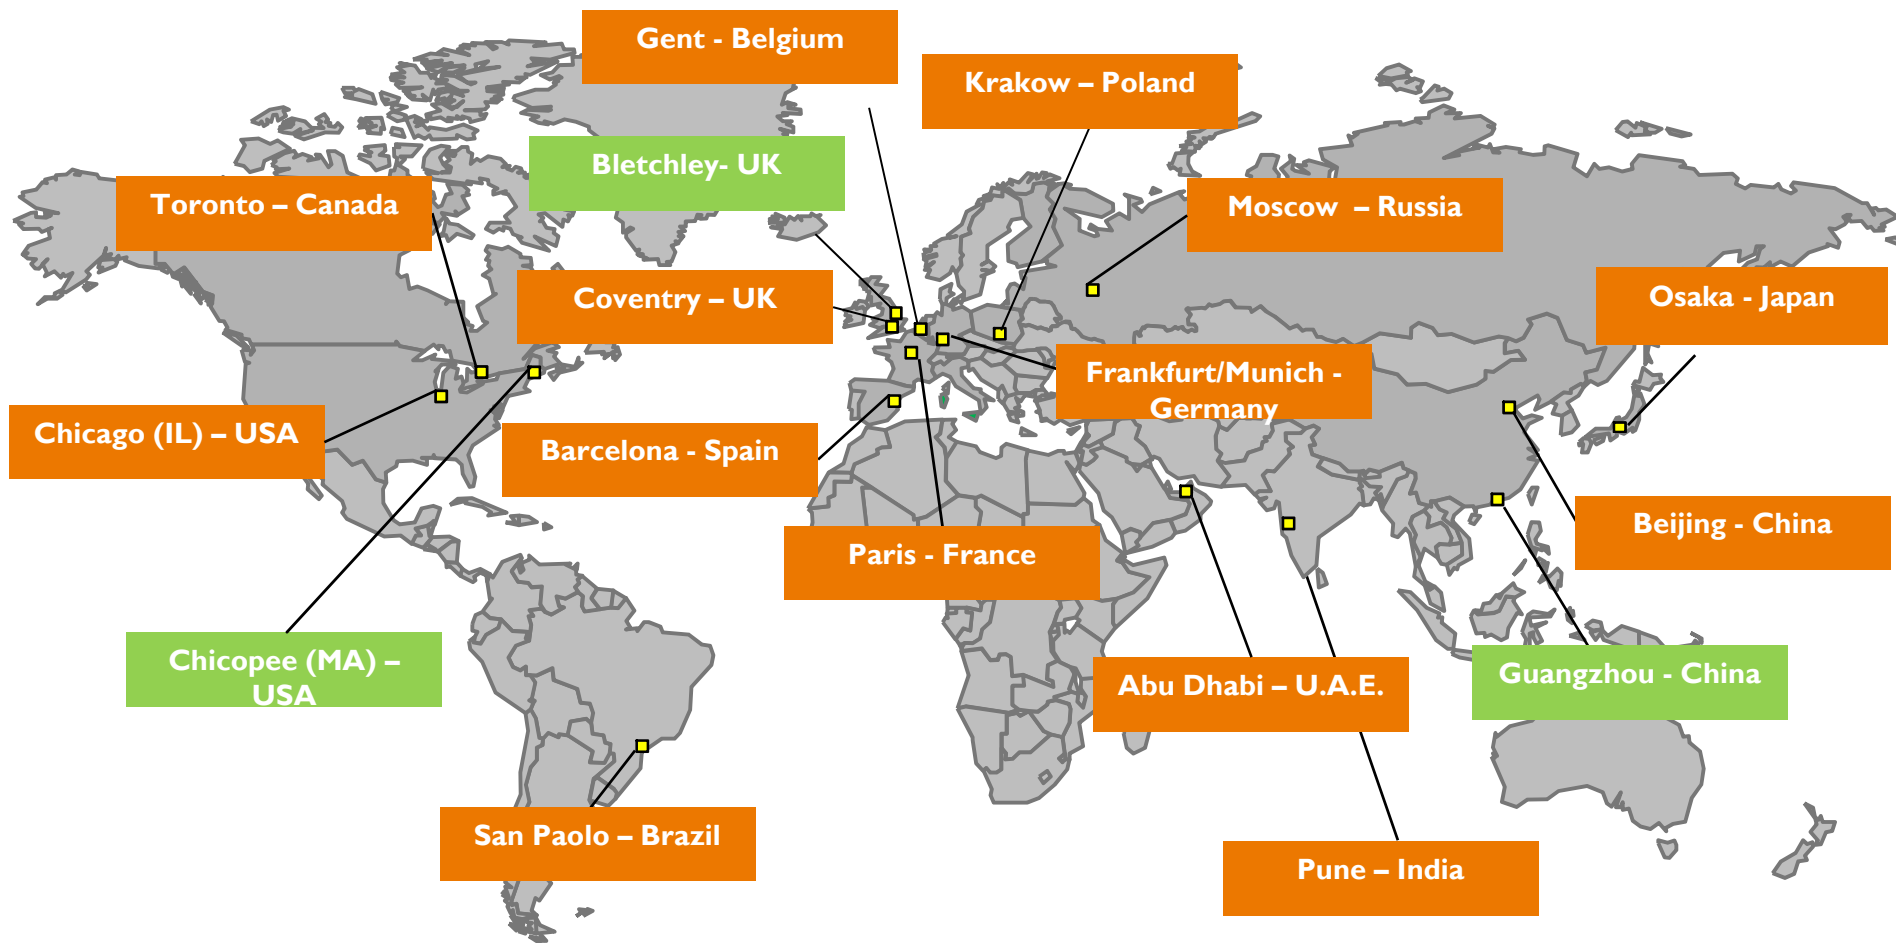 Gent - Belgium
Krakow – Poland
Bletchley- UK
Toronto – Canada
Moscow  – Russia
Coventry – UK
Osaka - Japan
Frankfurt/Munich -
Germany
Chicago (IL) – USA
Barcelona - Spain
Beijing - China
Paris - France
Chicopee (MA) –
USA
Abu Dhabi – U.A.E.
Guangzhou - China
San Paolo – Brazil
Pune – India